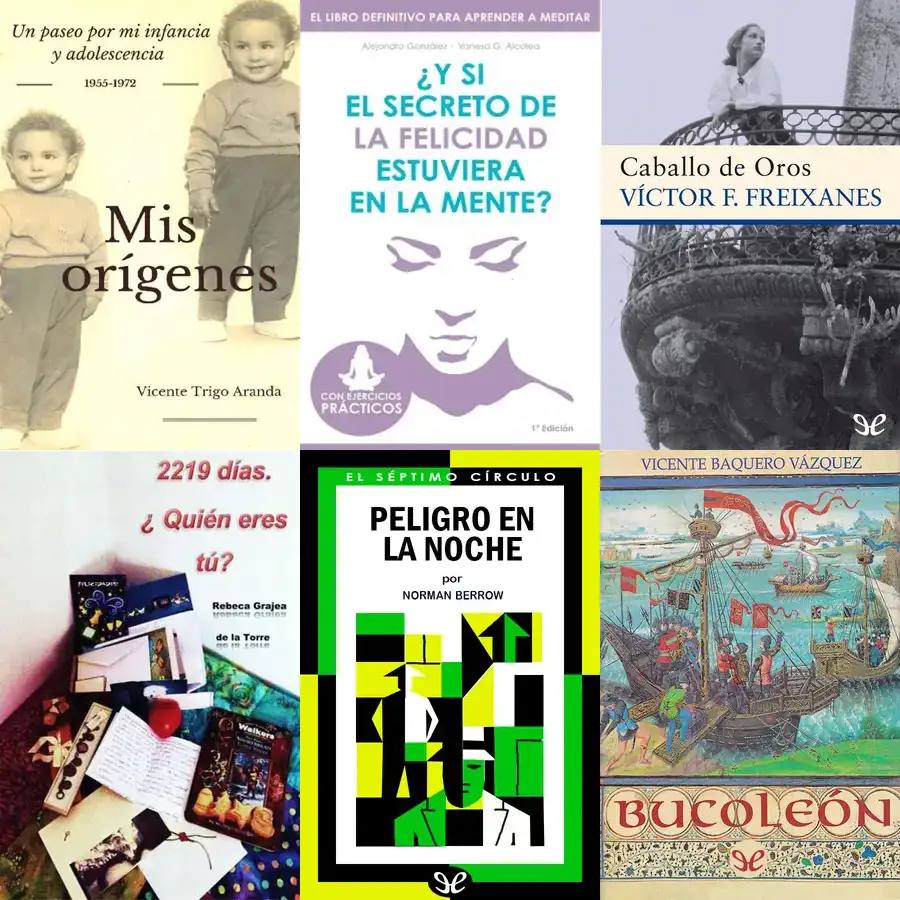 Un paseo por mi infancia
y adolescencia
1955-1972
Mis
orígenes
Vicente Trigo Aranda
EL LIBRO DEFINITIVO PARA APRENDER A MEDITAR
Alejandro González - Vanesa G. Alcolea
¿Y SI
EL SECRETO DE
LA FELICIDAD
ESTUVIERA
EN LA MENTE?
CON EJERCICIOS
PRÁCTICOS
1ª Edición
Caballo de Oros
VÍCTOR F. FREIXANES
2219 días.
¿ Quién eres
tú?
Rebeca Grajea
de la Torre
FELICIDADES
Walkers
EL SÉPTIMO CÍRCULO
PELIGRO EN
LA NOCHE
por
NORMAN BERROW
VICENTE BAQUERO VÁZQUEZ
BUCOLEÓN